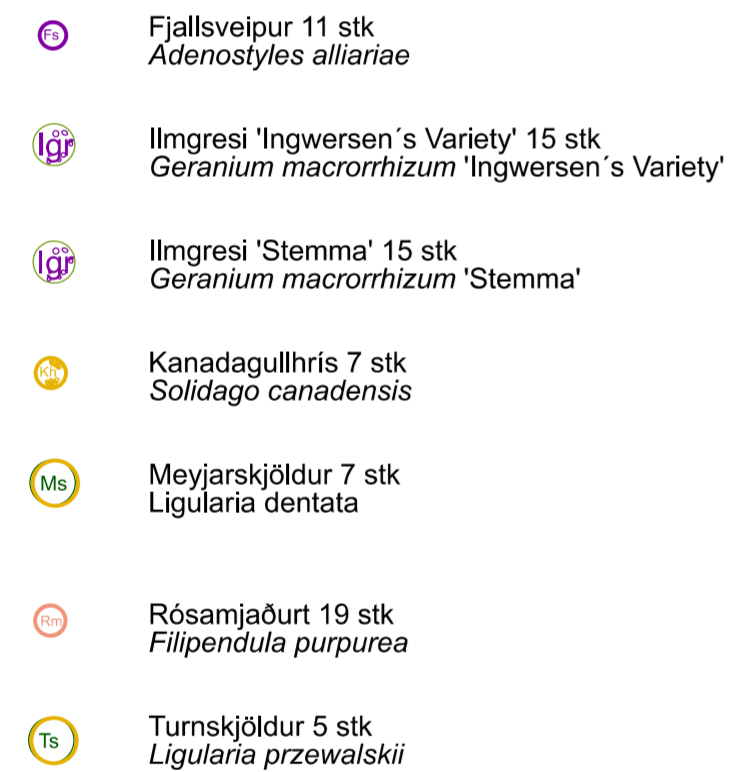 Fs Fjallsveipur 11 stk
Adenostyles alliariae
Igr Ilmgresi 'Ingwersen´s Variety' 15 stk
Geranium macrorrhizum 'Ingwersen´s Variety'
Igr Ilmgresi 'Stemma' 15 stk
Geranium macrorrhizum 'Stemma'
Kh Kanadagullhrís 7 stk
Solidago canadensis
Ms Meyjarskjöldur 7 stk
Ligularia dentata
Rm Rósamjaðurt 19 stk
Filipendula purpurea
Ts Turnskjöldur 5 stk
Ligularia przewalskii